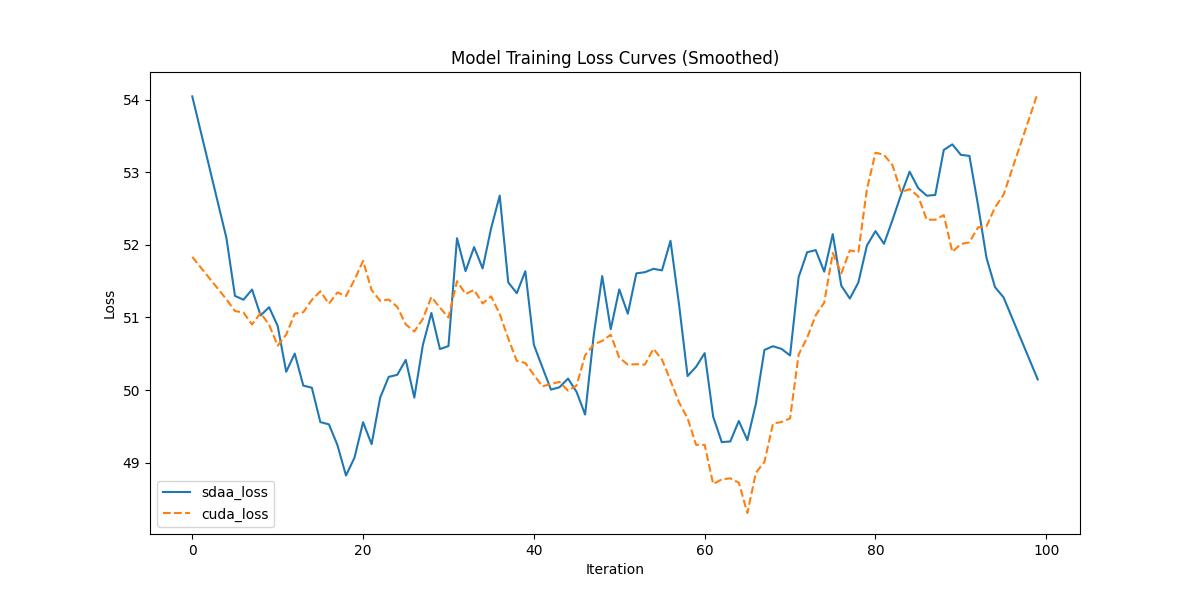 Model Training Loss Curves (Smoothed)
54
53
52
51
50
49
Loss
sdaa_loss
cuda_loss
0 20 40 60 80 100
Iteration